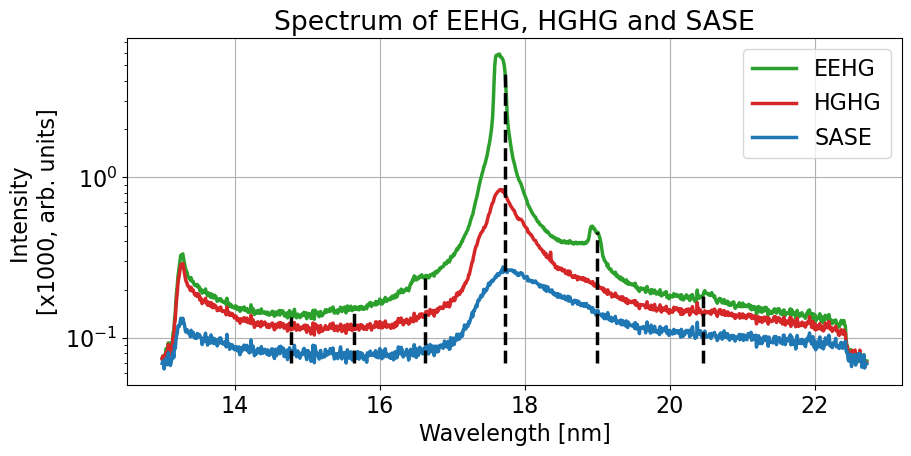 Spectrum of EEHG, HGHG and SASE
Intensity
[x1000, arb. units]
10⁰
10⁻¹
EEHG
HGHG
SASE
14 16 18 20 22
Wavelength [nm]